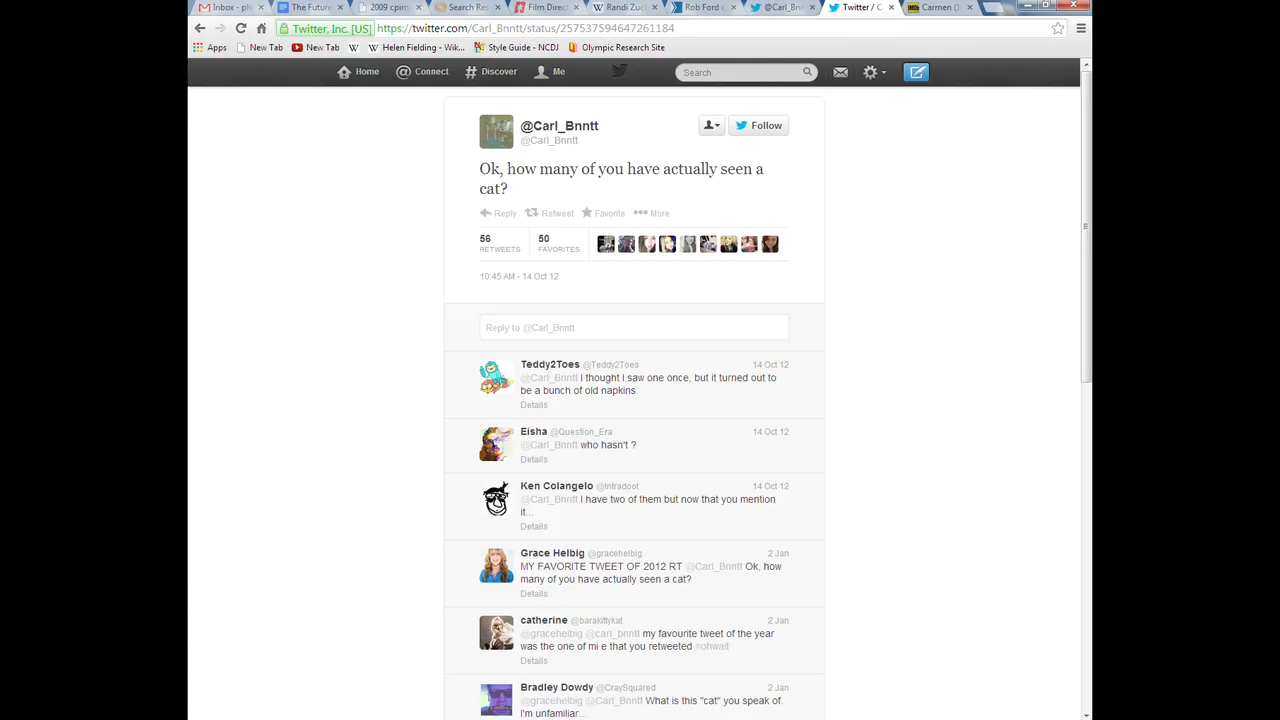 Inbox - ph
The Future
2009 cpim
Search Res
Film Direct
Randi Zuc
Rob Ford
@Carl_Bnn
Twitter / C
Carmen (D
Twitter, Inc. [US] https://twitter.com/Carl_Bnntt/status/257537594647261184
Apps New Tab New Tab Helen Fielding - Wik... Style Guide - NCDJ Olympic Research Site
Home Connect Discover Me Search
@Carl_Bnntt
@Carl_Bnntt
Follow
Ok, how many of you have actually seen a
cat?
Reply Retweet Favorite More
56 50
RETWEETS FAVORITES
10:45 AM - 14 Oct 12
Reply to @Carl_Bnntt
Teddy2Toes @Teddy2Toes 14 Oct 12
@Carl_Bnntt I thought I saw one once, but it turned out to
be a bunch of old napkins.
Details
Eisha @Question_Era 14 Oct 12
@Carl_Bnntt who hasn't ?
Details
Ken Colangelo @Intradoot 14 Oct 12
@Carl_Bnntt I have two of them but now that you mention
it...
Details
Grace Helbig @gracehelbig 2 Jan
MY FAVORITE TWEET OF 2012 RT @Carl_Bnntt Ok, how
many of you have actually seen a cat?
Details
catherine @barakittykat 2 Jan
@gracehelbig @carl_bnntt my favourite tweet of the year
was the one of mi e that you retweeted #ohwait
Details
Bradley Dowdy @CraySquared 2 Jan
@gracehelbig @Carl_Bnntt What is this "cat" you speak of.
I'm unfamiliar...